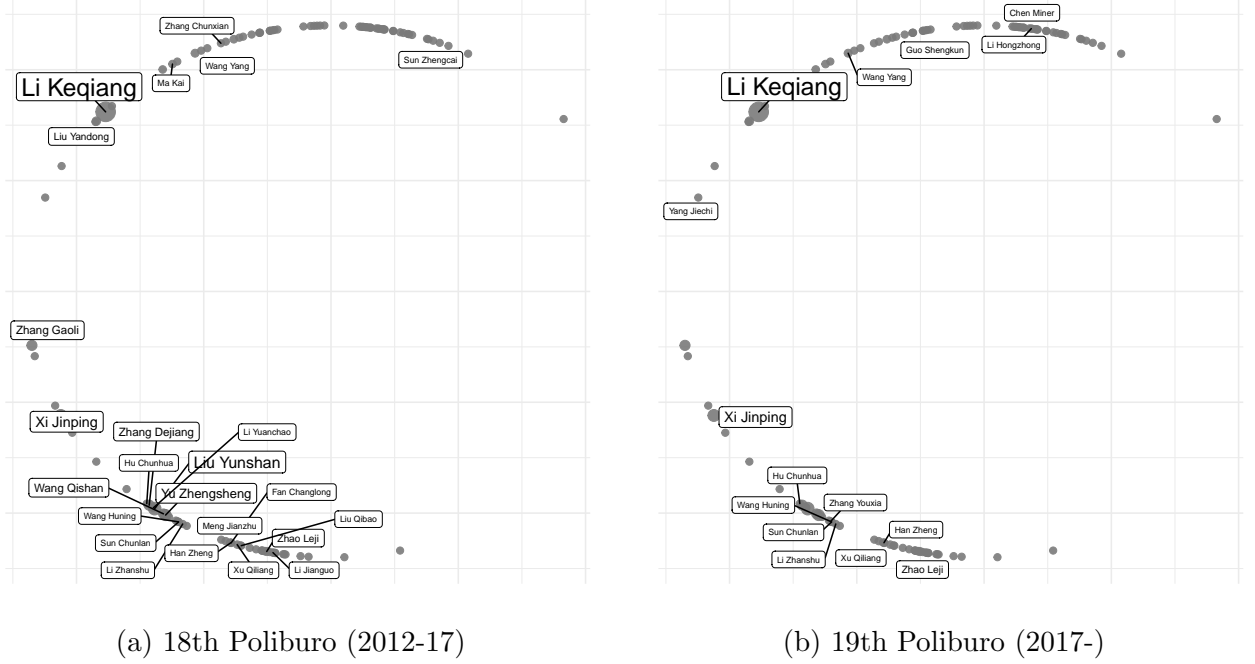 Zhang Chunxian
Wang Yang
Sun Zhengcai
Ma Kai
Li Keqiang
Liu Yandong
Zhang Gaoli
Xi Jinping
Zhang Dejiang
Li Yuanchao
Hu Chunhua
Liu Yunshan
Wang Qishan
Yu Zhengsheng
Fan Changlong
Wang Huning
Meng Jianzhu
Liu Qibao
Sun Chunlan
Han Zheng
Zhao Leji
Li Zhanshu
Xu Qiliang
Li Jianguo
(a) 18th Poliburo (2012-17)
Chen Miner
Guo Shengkun
Li Hongzhong
Wang Yang
Li Keqiang
Yang Jiechi
Xi Jinping
Hu Chunhua
Wang Huning
Zhang Youxia
Sun Chunlan
Han Zheng
Li Zhanshu
Xu Qiliang
Zhao Leji
(b) 19th Poliburo (2017-)